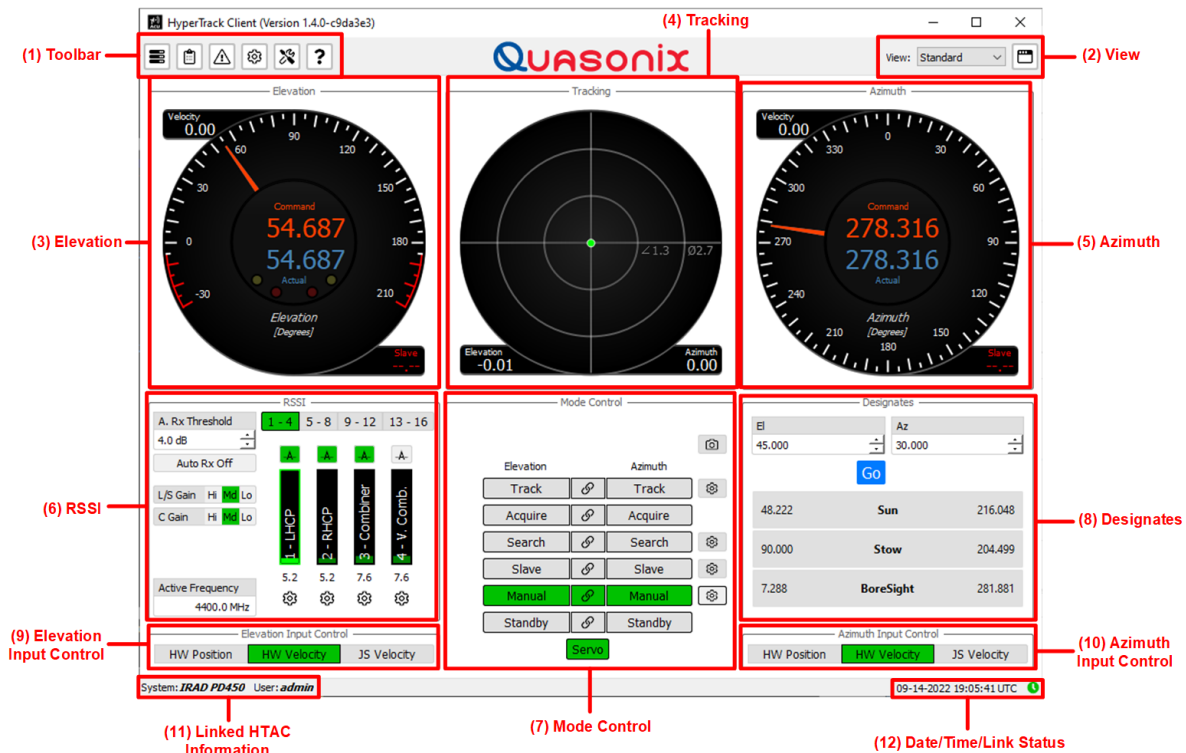 HyperTrack Client (Version 1.4.0-c9da3e3)
(4) Tracking
(1) Toolbar
?
Quasonix
View: Standard
(2) View
Elevation
Tracking
Azimuth
Velocity
0.00
-30
0
30
60
90
120
150
180
210
Command
54.687
54.687
Actual
Elevation
[Degrees]
Slave
--.--
(3) Elevation
∠1.3
Ø2.7
Elevation
-0.01
Azimuth
0.00
Velocity
0.00
0
30
60
90
120
150
180
210
240
270
300
330
Command
278.316
278.316
Actual
Azimuth
[Degrees]
Slave
--.--
(5) Azimuth
RSSI
A. Rx Threshold
4.0 dB
Auto Rx Off
1 - 4 5 - 8 9 - 12 13 - 16
L/S Gain Hi Md Lo
C Gain Hi Md Lo
1 - LHCP
2 - RHCP
3 - Combiner
4 - V. Comb.
5.2 5.2 7.6 7.6
Active Frequency
4400.0 MHz
(6) RSSI
Mode Control
Elevation Azimuth
Track Track
Acquire Acquire
Search Search
Slave Slave
Manual Manual
Standby Standby
Servo
Designates
El Az
45.000 30.000
Go
48.222 Sun 216.048
90.000 Stow 204.499
7.288 BoreSight 281.881
(8) Designates
(9) Elevation
Input Control
Elevation Input Control
HW Position HW Velocity JS Velocity
Azimuth Input Control
HW Position HW Velocity JS Velocity
(10) Azimuth
Input Control
System: IRAD PD450 User: admin
09-14-2022 19:05:41 UTC
(11) Linked HTAC
Information
(7) Mode Control
(12) Date/Time/Link Status